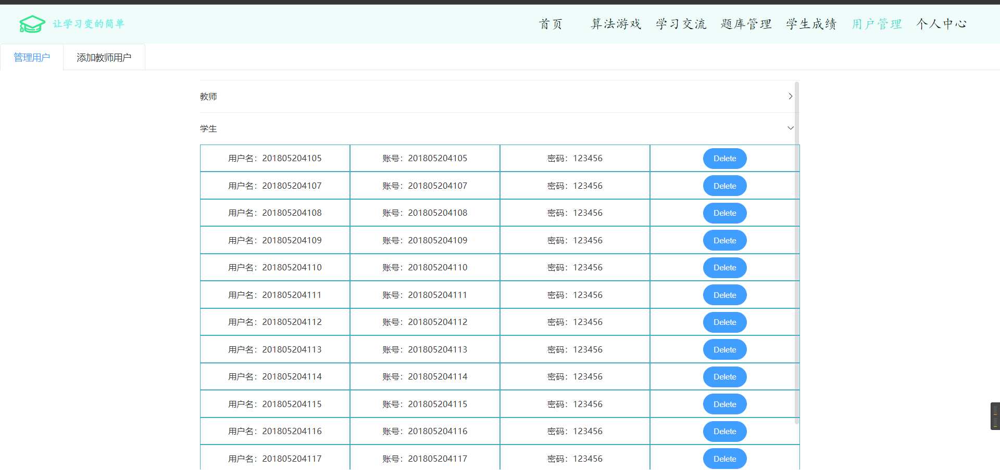 让学习变的简单
首页 算法游戏 学习交流 题库管理 学生成绩 用户管理 个人中心
管理用户 添加教师用户
教师
学生
用户名：201805204105 账号：201805204105 密码：123456 Delete
用户名：201805204107 账号：201805204107 密码：123456 Delete
用户名：201805204108 账号：201805204108 密码：123456 Delete
用户名：201805204109 账号：201805204109 密码：123456 Delete
用户名：201805204110 账号：201805204110 密码：123456 Delete
用户名：201805204111 账号：201805204111 密码：123456 Delete
用户名：201805204112 账号：201805204112 密码：123456 Delete
用户名：201805204113 账号：201805204113 密码：123456 Delete
用户名：201805204114 账号：201805204114 密码：123456 Delete
用户名：201805204115 账号：201805204115 密码：123456 Delete
用户名：201805204116 账号：201805204116 密码：123456 Delete
用户名：201805204117 账号：201805204117 密码：123456 Delete